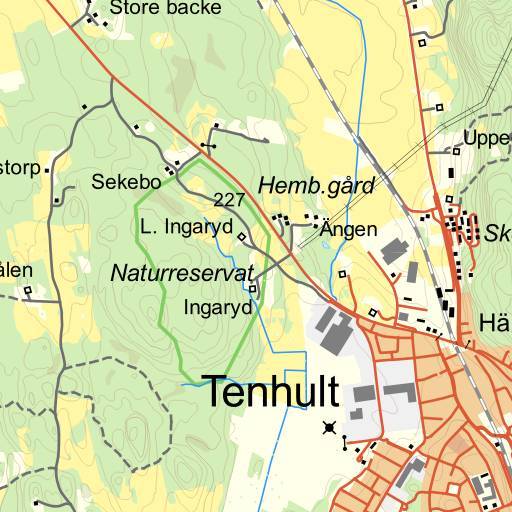 Store backe
Uppe
storp
Sekebo
Hemb.gård
227
L. Ingaryd
Ängen
Sk
ålen
Naturreservat
Ingaryd
Hä
Tenhult